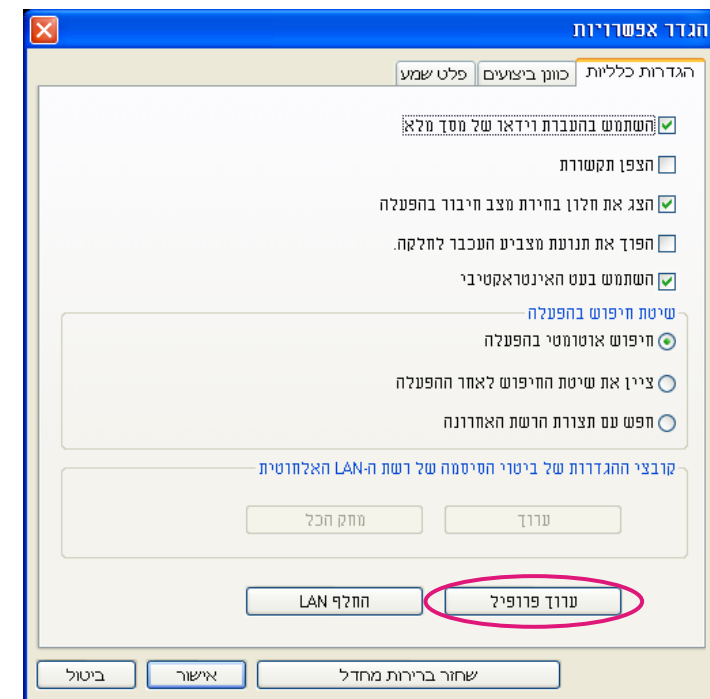 הגדר אפשרויות
הגדרות כלליות
כוונן ביצועים
פלט שמע
השתמש בהעברת וידאו של מסך מלא
הצפן תקשורת
הצג את חלון בחירת מצב חיבור בהפעלה
הפוך את תנועת מצביע העכבר לחלקה.
השתמש בעט האינטראקטיבי
שיטת חיפוש בהפעלה
חיפוש אוטומטי בהפעלה
ציין את שיטת החיפוש לאחר ההפעלה
חפש עם תצורת הרשת האחרונה
קובצי ההגדרות של ביטוי הסיסמה של רשת ה-LAN האלחוטית
ערוך
מחק הכל
ערוך פרופיל
החלף LAN
שחזר ברירות מחדל
אישור
ביטול